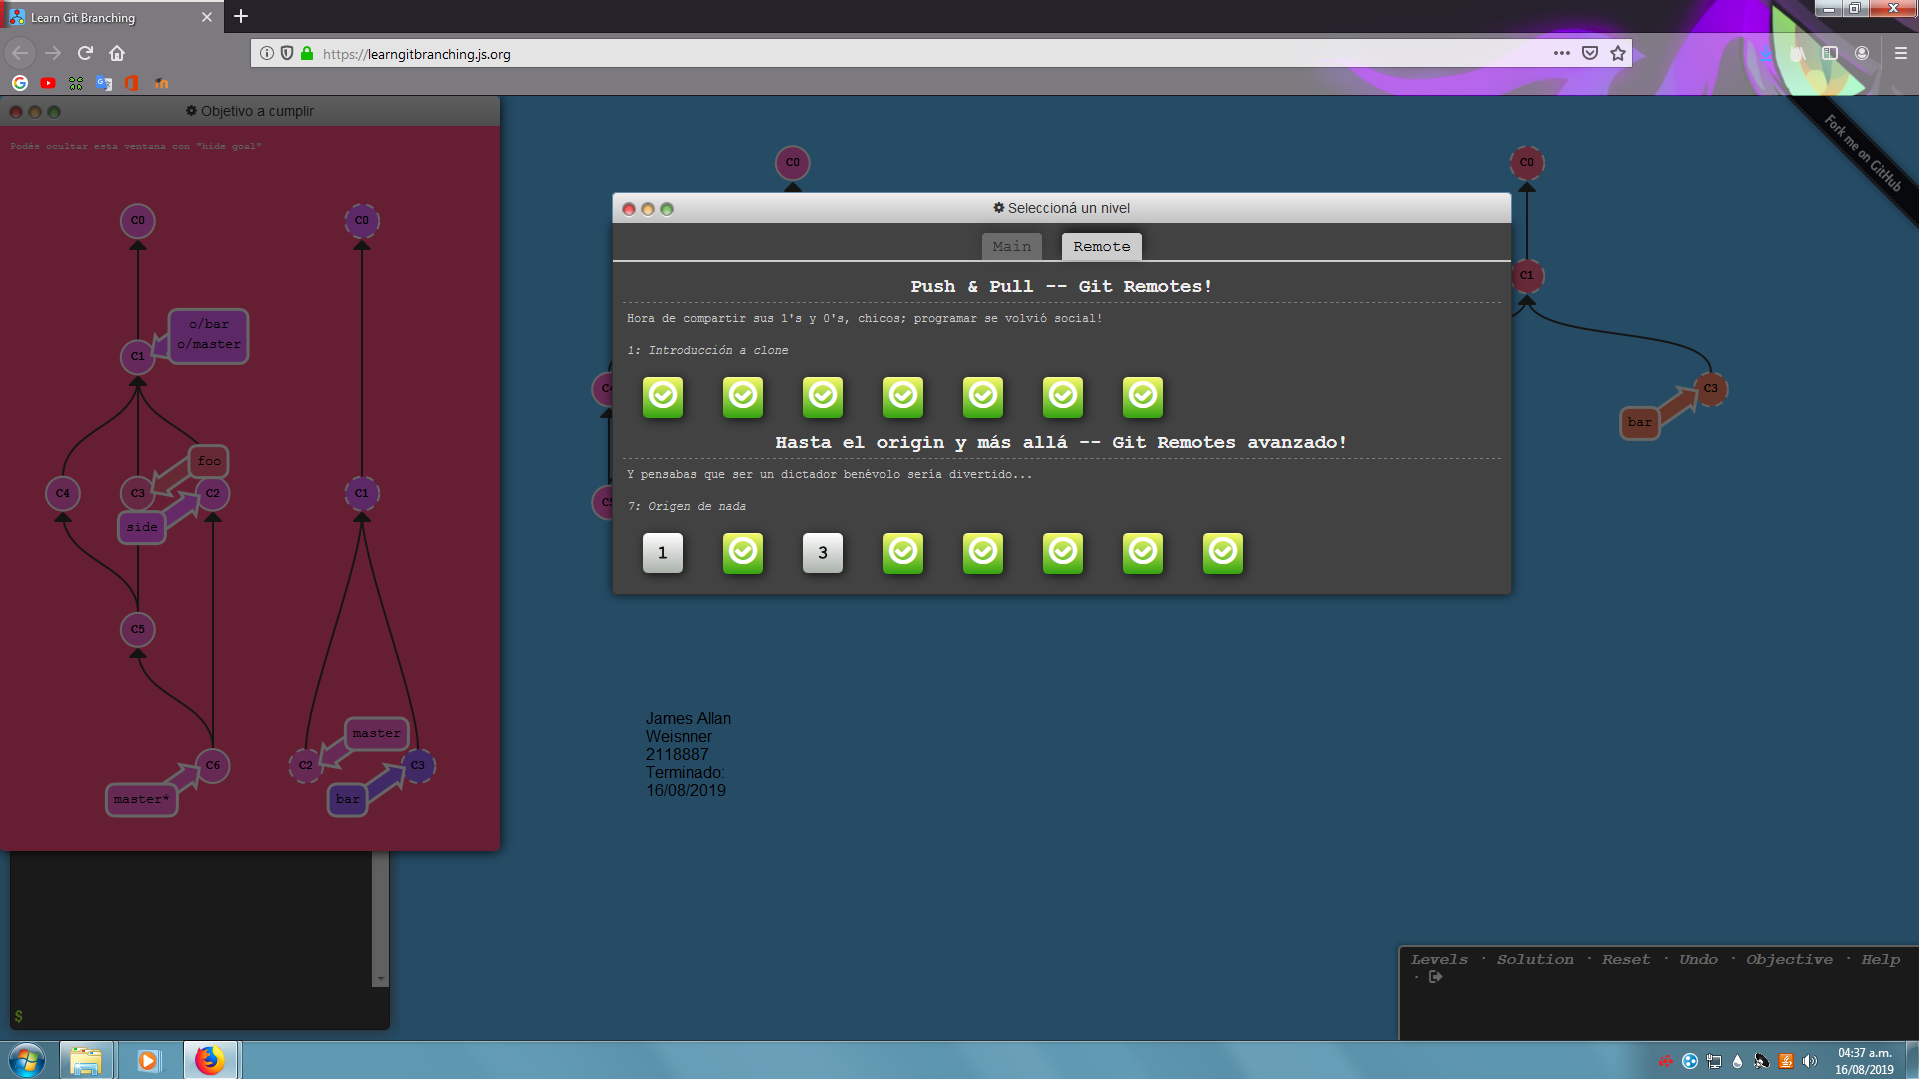 Learn Git Branching
https://learngitbranching.js.org
Objetivo a cumplir
Podés ocultar esta ventana con "hide goal"
C0
C0
o/bar
o/master
C1
foo
C4
C3
C2
C1
side
C5
master
C6
C2
C3
master*
bar
C0
C0
Fork me on GitHub
C1
C3
bar
Seleccioná un nivel
Main
Remote
Push & Pull -- Git Remotes!
Hora de compartir sus 1's y 0's, chicos; programar se volvió social!
1: Introducción a clone
Hasta el origin y más allá -- Git Remotes avanzado!
Y pensabas que ser un dictador benévolo sería divertido...
7: Origen de nada
1
3
James Allan
Weisnner
2118887
Terminado:
16/08/2019
$
Levels · Solution · Reset · Undo · Objective · Help
·
04:37 a.m.
16/08/2019